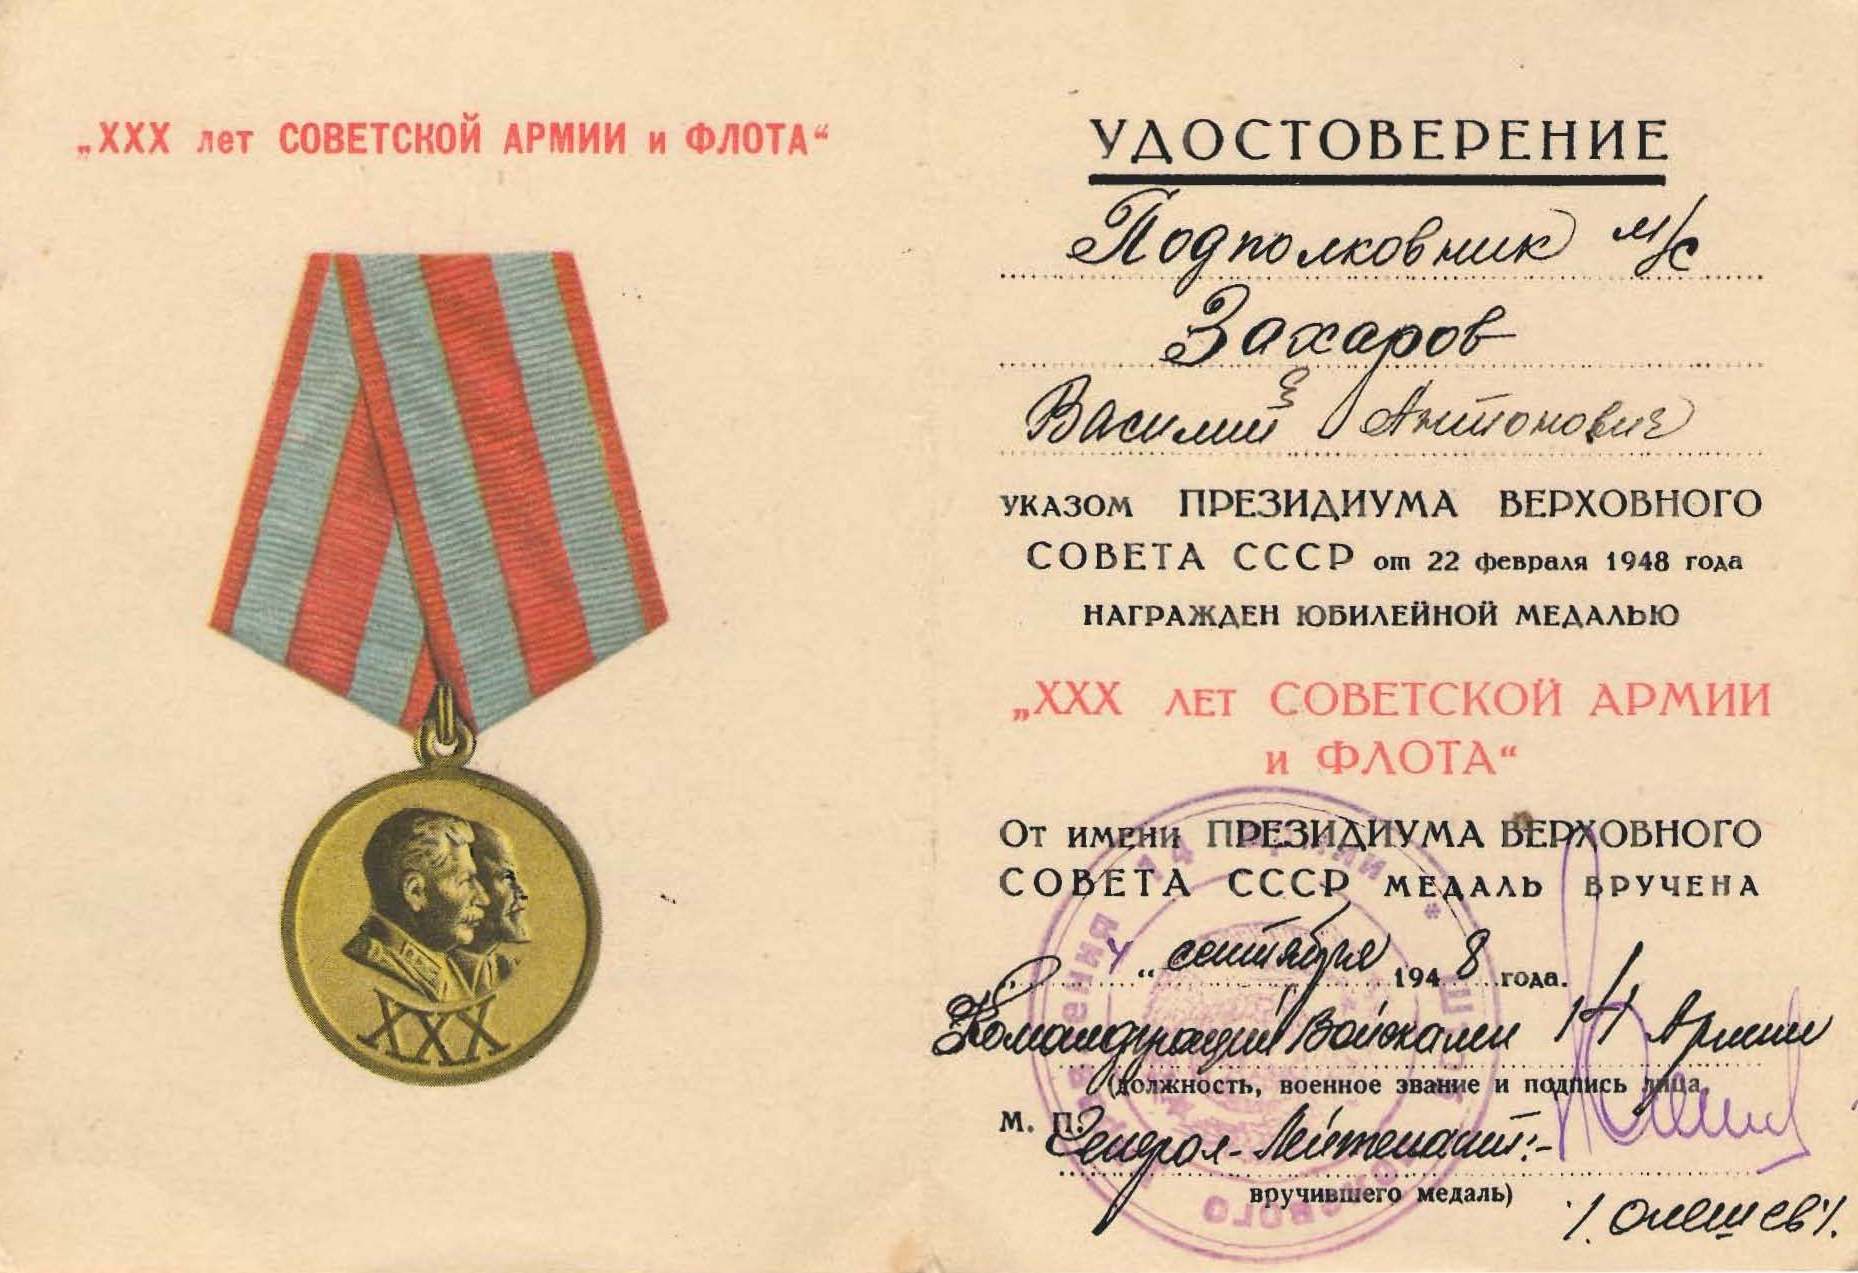 „XXX лет СОВЕТСКОЙ АРМИИ и ФЛОТА“
УДОСТОВЕРЕНИЕ
Подполковник м/с
Захаров
Василий Антонович
УКАЗОМ ПРЕЗИДИУМА ВЕРХОВНОГО
СОВЕТА СССР от 22 февраля 1948 года
НАГРАЖДЕН ЮБИЛЕЙНОЙ МЕДАЛЬЮ
„XXX ЛЕТ СОВЕТСКОЙ АРМИИ
и ФЛОТА“
ОТ ИМЕНИ ПРЕЗИДИУМА ВЕРХОВНОГО
СОВЕТА СССР МЕДАЛЬ ВРУЧЕНА
„4“ сентября 1948 года.
Командующий Войсками 14 Армии
(должность, военное звание и подпись лица,
М. П. Генерал-Лейтенант:-
вручившего медаль)
/Олешев/.
XXX